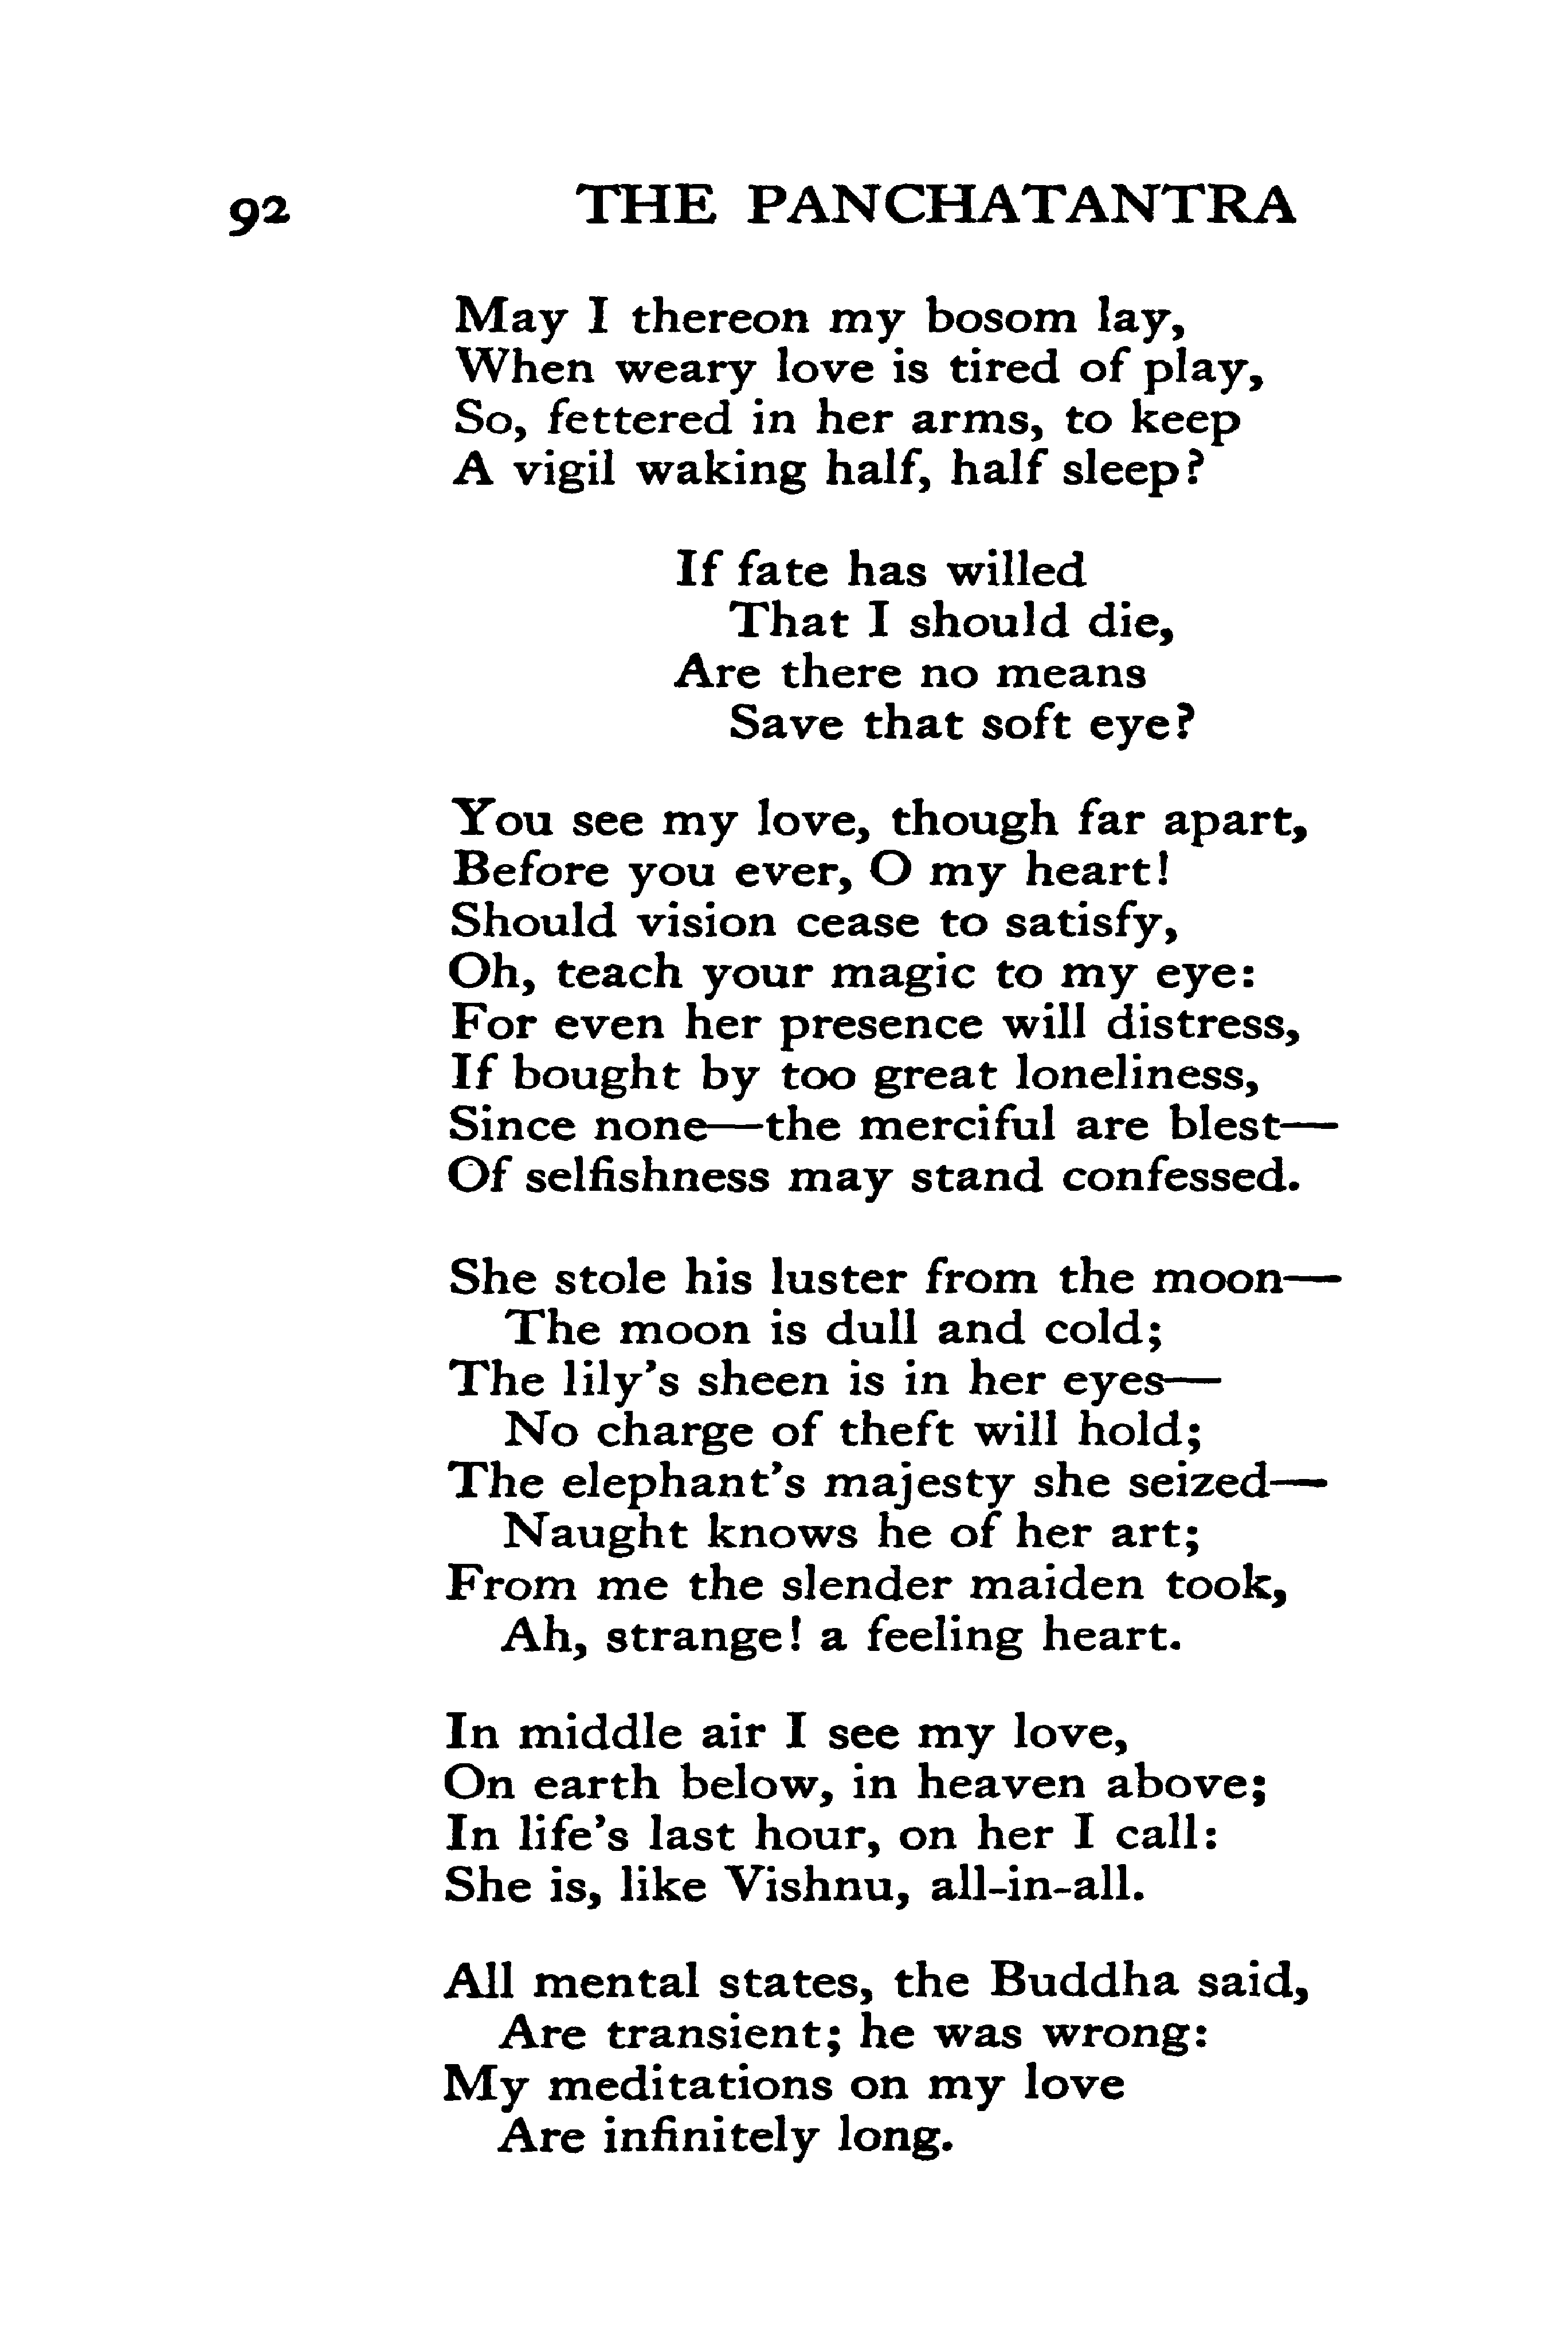 92 THE PANCHATANTRA
May I thereon my bosom lay,
When weary love is tired of play,
So, fettered in her arms, to keep
A vigil waking half, half sleep?
If fate has willed
That I should die,
Are there no means
Save that soft eye?
You see my love, though far apart,
Before you ever, O my heart!
Should vision cease to satisfy,
Oh, teach your magic to my eye:
For even her presence will distress,
If bought by too great loneliness,
Since none—the merciful are blest—
Of selfishness may stand confessed.
She stole his luster from the moon—
The moon is dull and cold;
The lily's sheen is in her eyes—
No charge of theft will hold;
The elephant's majesty she seized—
Naught knows he of her art;
From me the slender maiden took,
Ah, strange! a feeling heart.
In middle air I see my love,
On earth below, in heaven above;
In life's last hour, on her I call:
She is, like Vishnu, all-in-all.
All mental states, the Buddha said,
Are transient; he was wrong:
My meditations on my love
Are infinitely long.